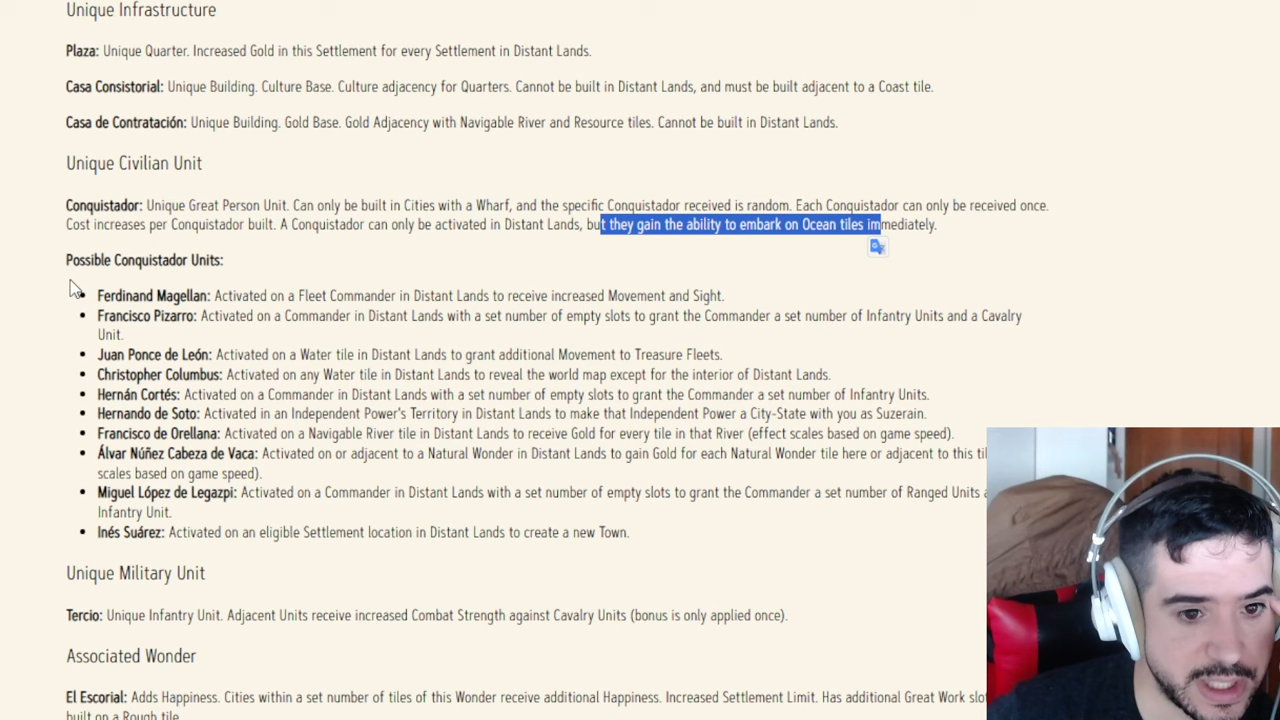 Unique Infrastructure
Plaza: Unique Quarter. Increased Gold in this Settlement for every Settlement in Distant Lands.
Casa Consistorial: Unique Building. Culture Base. Culture adjacency for Quarters. Cannot be built in Distant Lands, and must be built adjacent to a Coast tile.
Casa de Contratación: Unique Building. Gold Base. Gold Adjacency with Navigable River and Resource tiles. Cannot be built in Distant Lands.
Unique Civilian Unit
Conquistador: Unique Great Person Unit. Can only be built in Cities with a Wharf, and the specific Conquistador received is random. Each Conquistador can only be received once.
Cost increases per Conquistador built. A Conquistador can only be activated in Distant Lands, but they gain the ability to embark on Ocean tiles immediately.
Possible Conquistador Units:
• Ferdinand Magellan: Activated on a Fleet Commander in Distant Lands to receive increased Movement and Sight.
• Francisco Pizarro: Activated on a Commander in Distant Lands with a set number of empty slots to grant the Commander a set number of Infantry Units and a Cavalry
Unit.
• Juan Ponce de León: Activated on a Water tile in Distant Lands to grant additional Movement to Treasure Fleets.
• Christopher Columbus: Activated on any Water tile in Distant Lands to reveal the world map except for the interior of Distant Lands.
• Hernán Cortés: Activated on a Commander in Distant Lands with a set number of empty slots to grant the Commander a set number of Infantry Units.
• Hernando de Soto: Activated in an Independent Power's Territory in Distant Lands to make that Independent Power a City-State with you as Suzerain.
• Francisco de Orellana: Activated on a Navigable River tile in Distant Lands to receive Gold for every tile in that River (effect scales based on game speed).
• Álvar Núñez Cabeza de Vaca: Activated on or adjacent to a Natural Wonder in Distant Lands to gain Gold for each Natural Wonder tile here or adjacent to this
scales based on game speed).
• Miguel López de Legazpi: Activated on a Commander in Distant Lands with a set number of empty slots to grant the Commander a set number of Ranged Units
Infantry Unit.
• Inés Suárez: Activated on an eligible Settlement location in Distant Lands to create a new Town.
Unique Military Unit
Tercio: Unique Infantry Unit. Adjacent Units receive increased Combat Strength against Cavalry Units (bonus is only applied once).
Associated Wonder
El Escorial: Adds Happiness. Cities within a set number of tiles of this Wonder receive additional Happiness. Increased Settlement Limit. Has additional Great Work
built on a Rough tile.